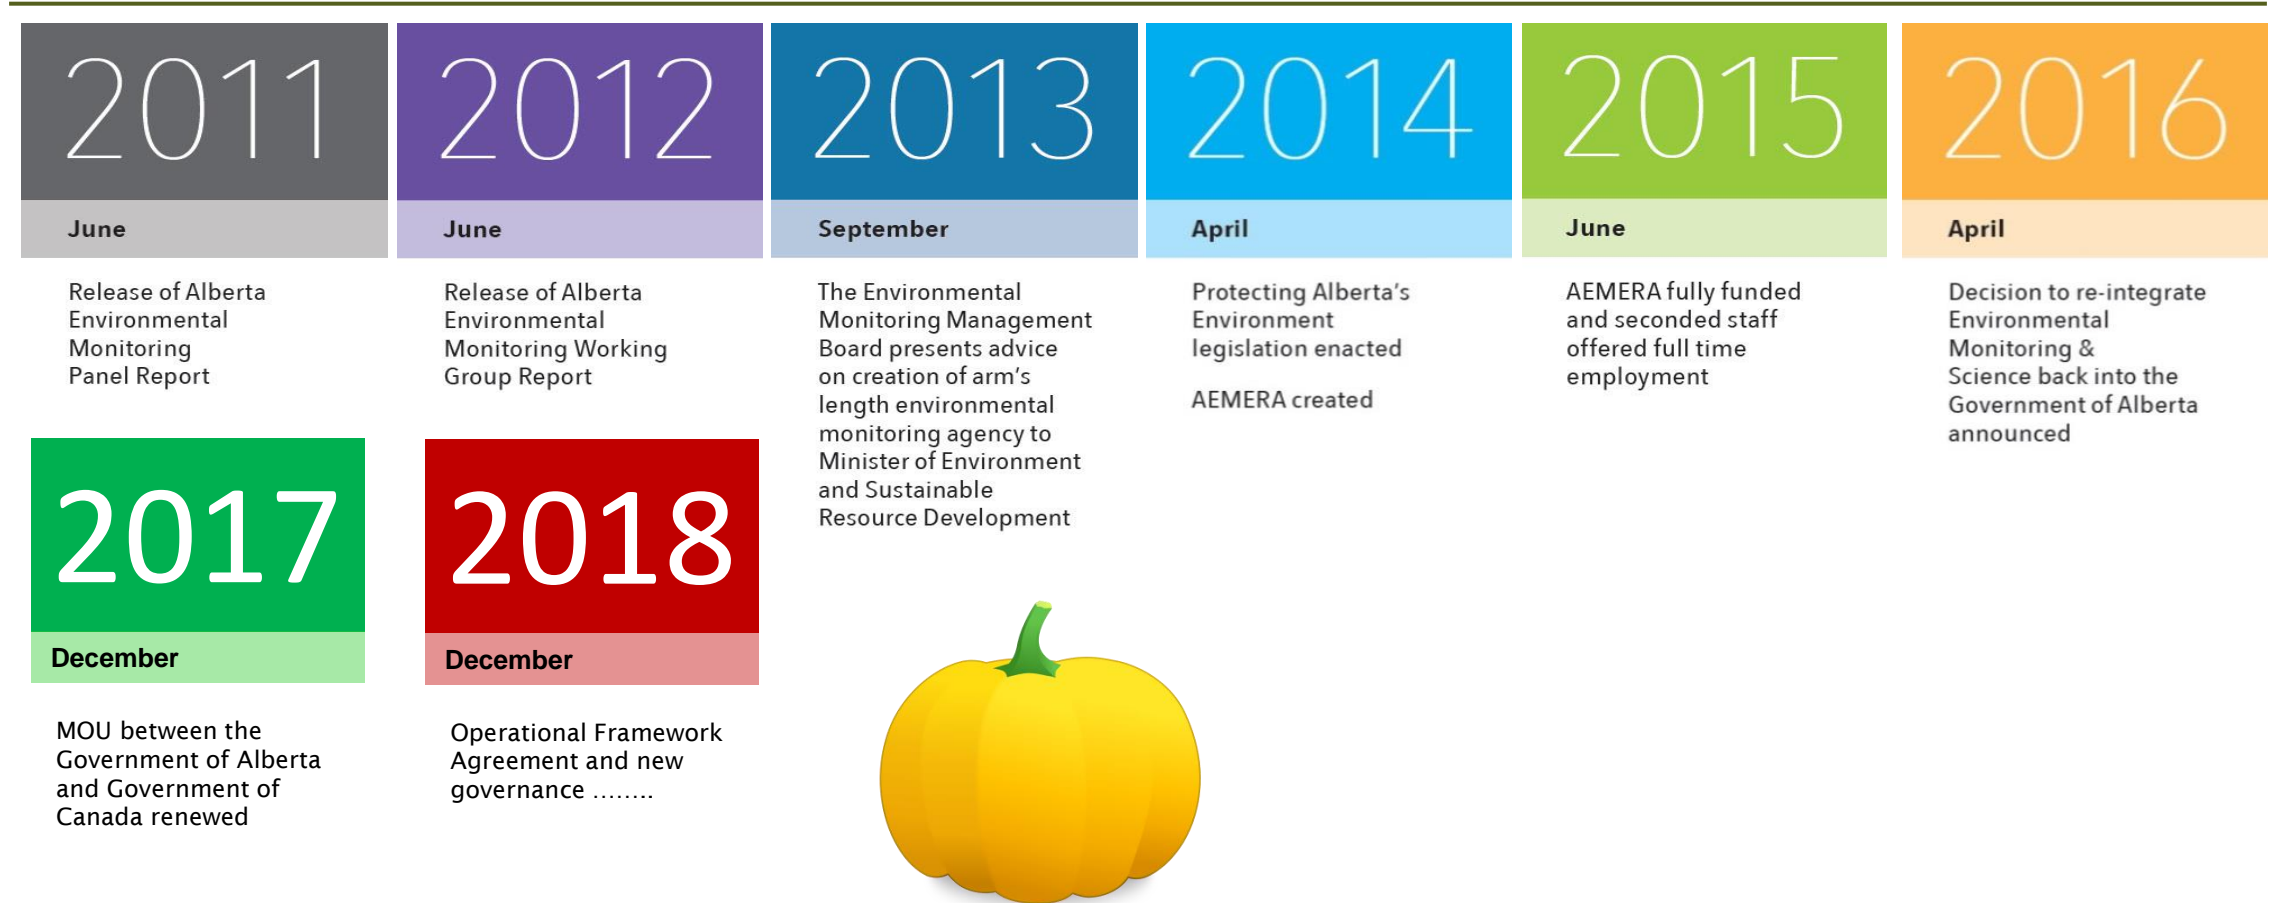 2011
June
Release of Alberta
Environmental
Monitoring
Panel Report
2012
June
Release of Alberta
Environmental
Monitoring Working
Group Report
2013
September
The Environmental
Monitoring Management
Board presents advice
on creation of arm's
length environmental
monitoring agency to
Minister of Environment
and Sustainable
Resource Development
2014
April
Protecting Alberta's
Environment
legislation enacted
AEMERA created
2015
June
AEMERA fully funded
and seconded staff
offered full time
employment
2016
April
Decision to re-integrate
Environmental
Monitoring &
Science back into the
Government of Alberta
announced
2017
December
MOU between the
Government of Alberta
and Government of
Canada renewed
2018
December
Operational Framework
Agreement and new
governance ........